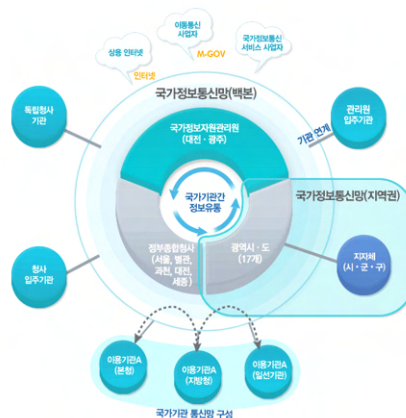 이동통신
사업자
국가정보통신
서비스 사업자
상용 인터넷
M-GOV
인터넷
국가정보통신망(백본)
독립청사
기관
관리원
입주기관
기관 연계
국가정보자원관리원
(대전·광주)
국가기관간
정보유통
국가정보통신망(지역권)
정부종합청사
(서울, 별관,
과천, 대전,
세종)
광역시·도
(17개)
지자체
(시·군·구)
청사
입주기관
이용기관A
(본청)
이용기관A
(지방청)
이용기관A
(일선기관)
국가기관 통신망 구성